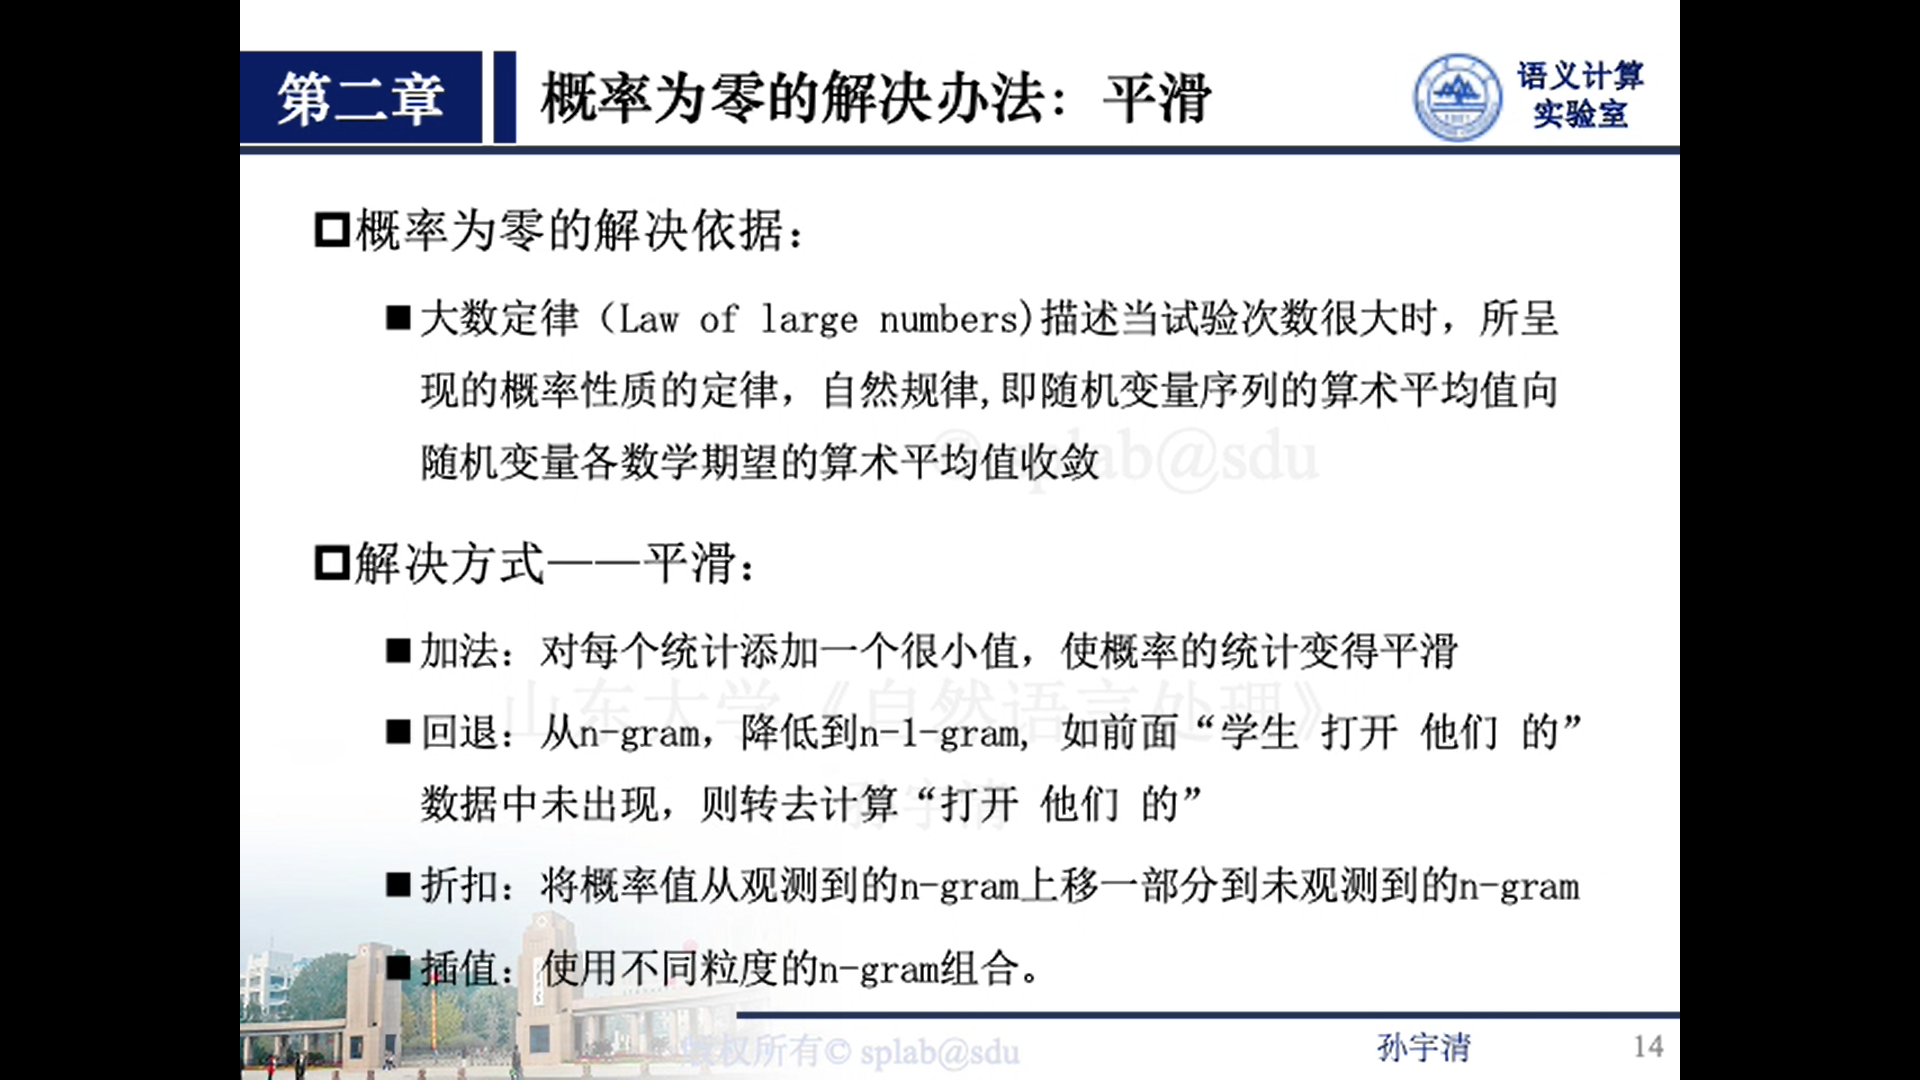 第二章
概率为零的解决办法：平滑
语义计算
实验室
概率为零的解决依据：
大数定律（Law of large numbers)描述当试验次数很大时，所呈
现的概率性质的定律，自然规律,即随机变量序列的算术平均值向
随机变量各数学期望的算术平均值收敛
© splab@sdu
解决方式——平滑：
加法：对每个统计添加一个很小值，使概率的统计变得平滑
山东大学《自然语言处理》
回退：从n-gram，降低到n-1-gram, 如前面“学生 打开 他们 的”
数据中未出现，则转去计算“打开 他们 的”
孙宇清
折扣：将概率值从观测到的n-gram上移一部分到未观测到的n-gram
插值：使用不同粒度的n-gram组合。
版权所有© splab@sdu
孙宇清
14